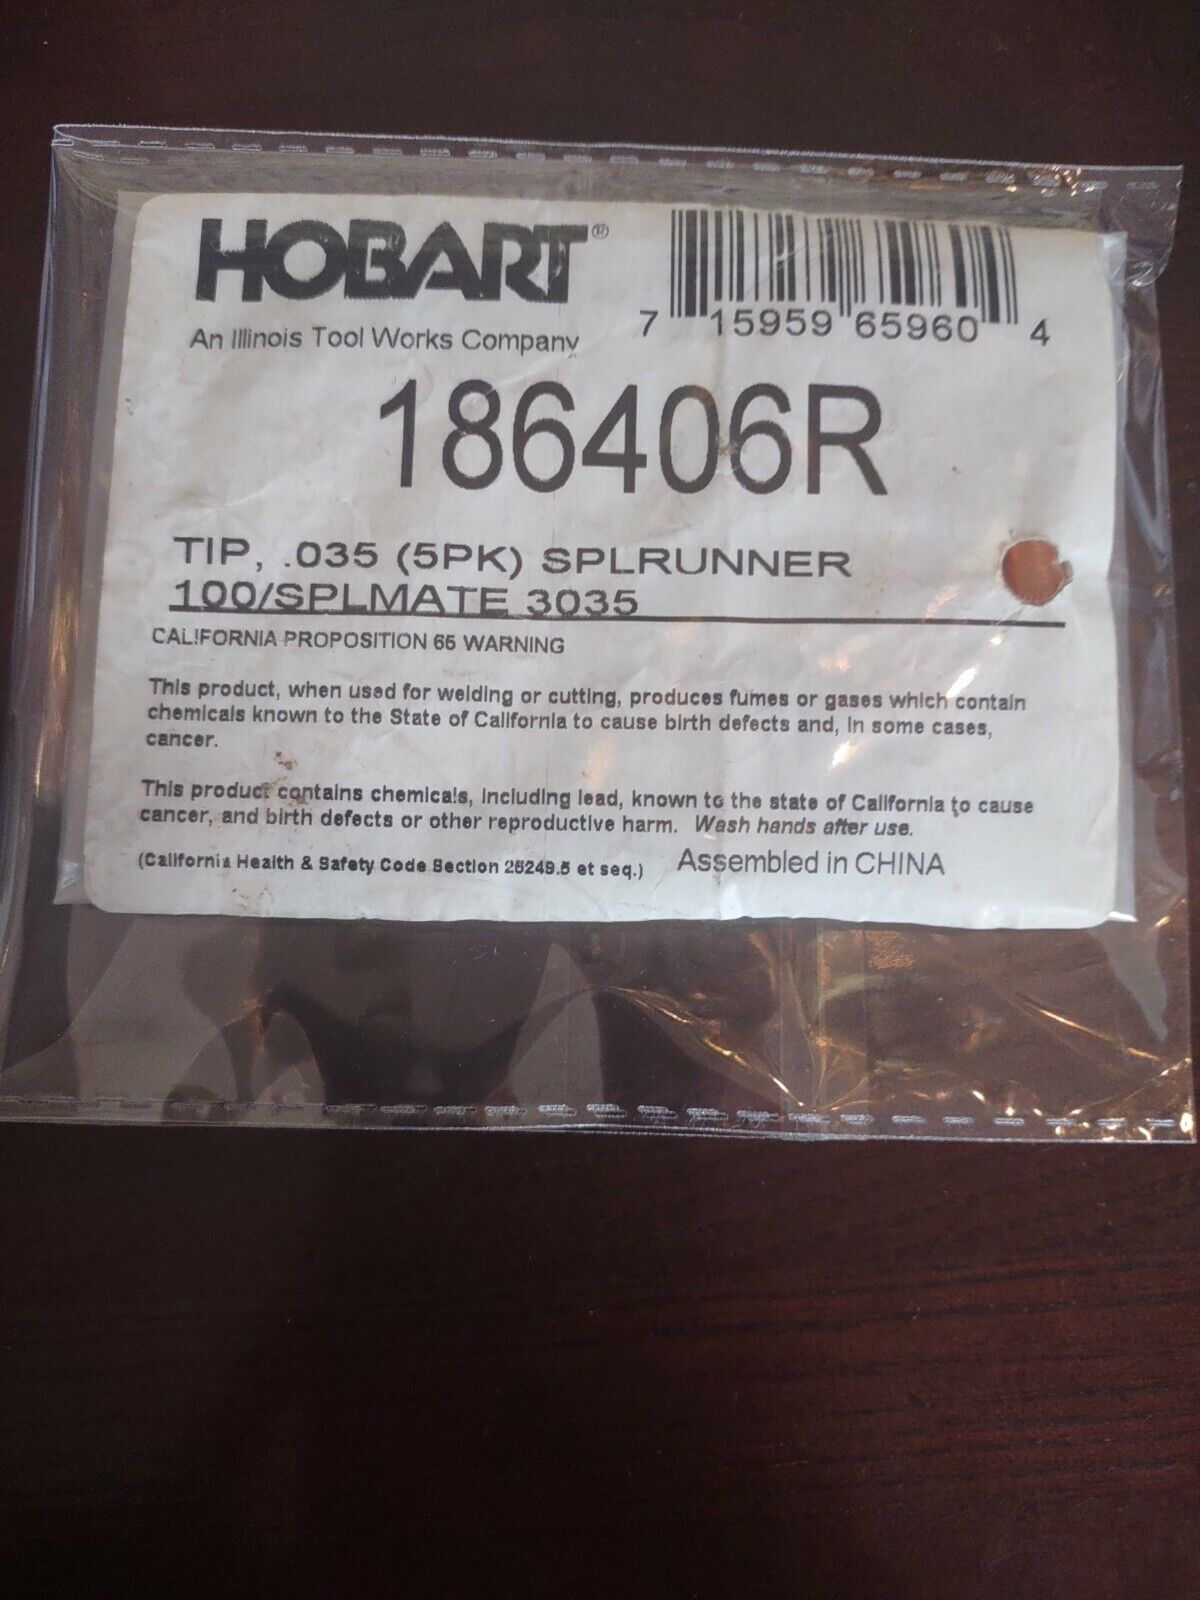 HOBART®
An Illinois Tool Works Company
7 15959 65960 4
186406R
TIP, .035 (5PK) SPLRUNNER
100/SPLMATE 3035
CALIFORNIA PROPOSITION 65 WARNING
This product, when used for welding or cutting, produces fumes or gases which contain
chemicals known to the State of California to cause birth defects and, in some cases,
cancer.
This product contains chemicals, including lead, known to the state of California to cause
cancer, and birth defects or other reproductive harm. Wash hands after use.
(California Health & Safety Code Section 25249.5 et seq.) Assembled in CHINA